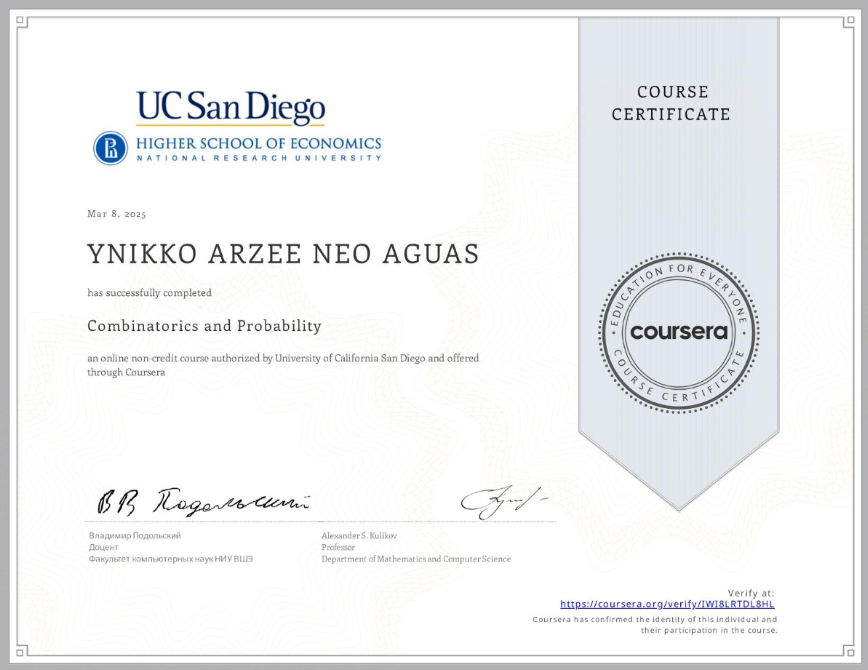 COURSE
CERTIFICATE
UC San Diego
HIGHER SCHOOL OF ECONOMICS
NATIONAL RESEARCH UNIVERSITY
Mar 8, 2025
YNIKKO ARZEE NEO AGUAS
has successfully completed
Combinatorics and Probability
an online non-credit course authorized by University of California San Diego and offered
through Coursera
EDUCATION FOR EVERYONE
coursera
COURSE CERTIFICATE
ВВ Подольский
Владимир Подольский
Доцент
Факультет компьютерных наук НИУ ВШЭ
Alexander S. Kulikov
Professor
Department of Mathematics and Computer Science
Verify at:
https://coursera.org/verify/IWI8LRTDL8HL
Coursera has confirmed the identity of this individual and
their participation in the course.